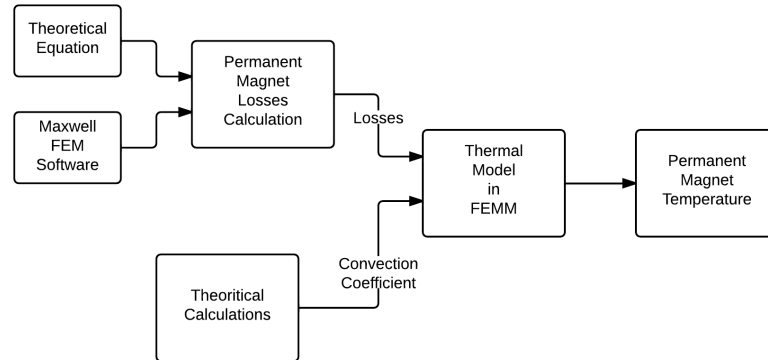 Theoretical
Equation
Maxwell
FEM
Software
Permanent
Magnet
Losses
Calculation
Losses
Thermal
Model
in
FEMM
Permanent
Magnet
Temperature
Convection
Coefficient
Theoritical
Calculations